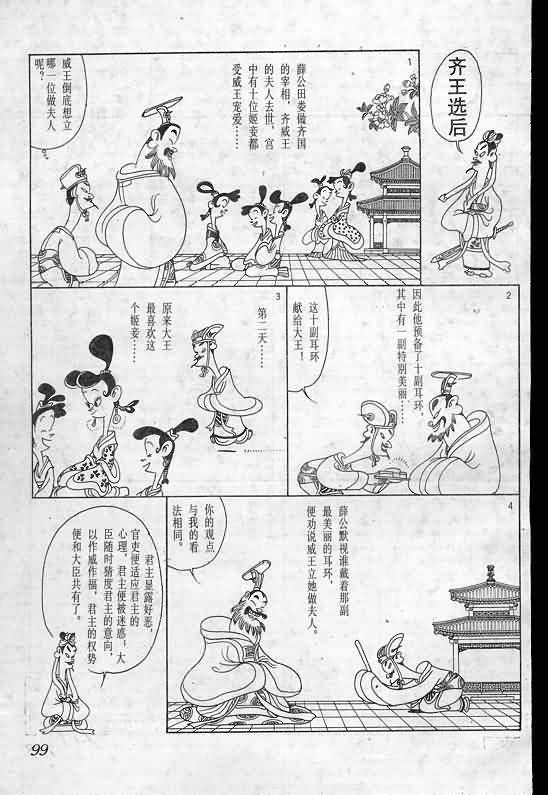 齐王选后
1
薛公田婴做齐国
的宰相，齐威王
的夫人去世，宫
中有十位姬妾都
受威王宠爱……
威王倒底想立
哪一位做夫人
呢？
2
因此他预备了十副耳环
其中有一副特别美丽……
这十副耳环
献给大王！
3
第二天……
原来大王
最喜欢这
个姬妾……
4
薛公默视谁戴着那副
最美丽的耳环，
便劝说威王立她做夫人。
你的观点
与我的看
法相同。
君主显露好恶，
官吏便适应君主的
心理，君主便被迷惑；大
臣随时猜度君主的意向，
以作威作福，君主的权势
便和大臣共有了。
99